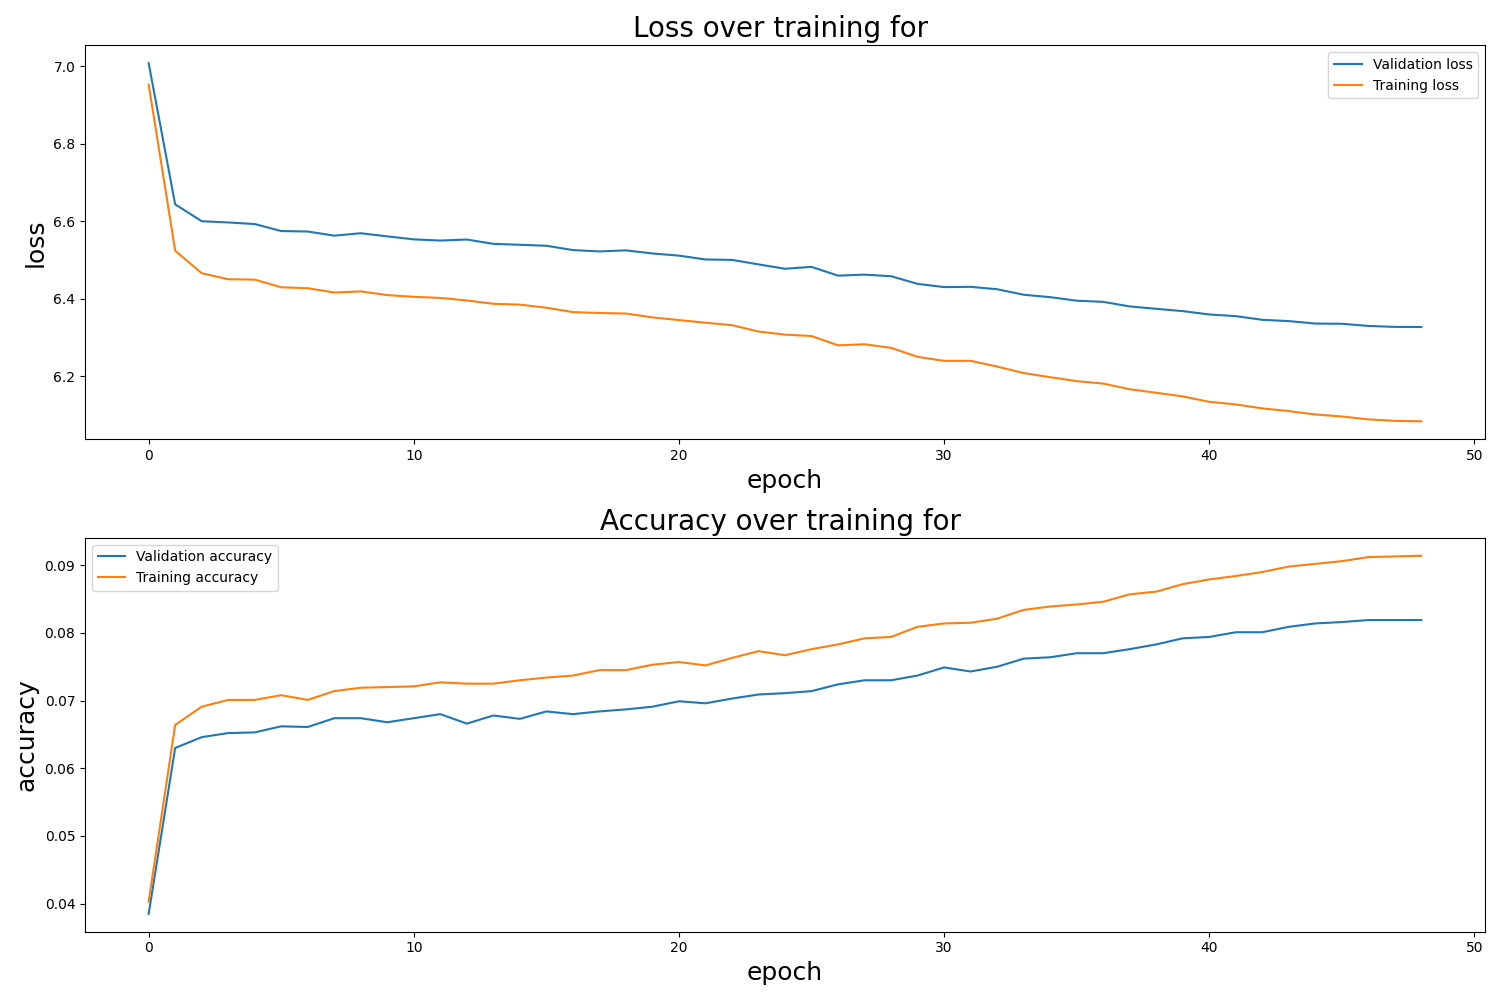 Loss over training for
7.0
6.8
6.6
6.4
6.2
loss
Validation loss
Training loss
0 10 20 30 40 50
epoch
Accuracy over training for
0.09
0.08
0.07
0.06
0.05
0.04
accuracy
Validation accuracy
Training accuracy
0 10 20 30 40 50
epoch